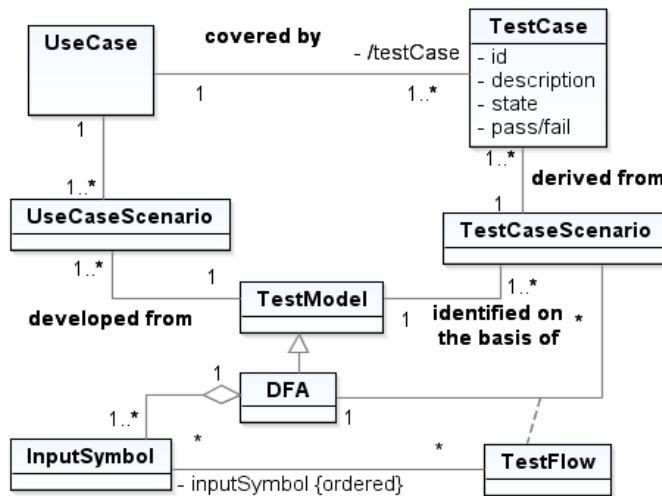 UseCase
covered by
- /testCase
1
1..*
TestCase
- id
- description
- state
- pass/fail
1
1..*
1..*
derived from
1
UseCaseScenario
TestCaseScenario
1..*
1
developed from
TestModel
1
1..*
identified on
the basis of
*
1
DFA
1
1..*
*
*
InputSymbol
- inputSymbol {ordered}
TestFlow